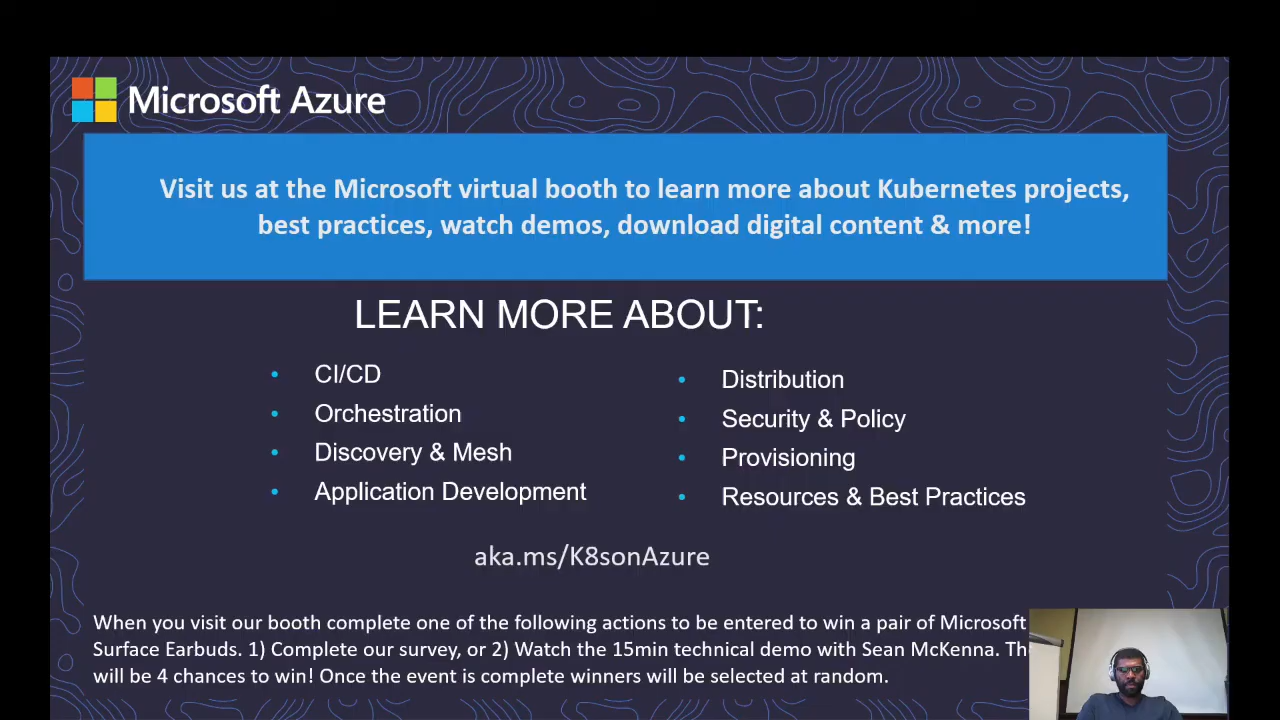 Microsoft Azure
Visit us at the Microsoft virtual booth to learn more about Kubernetes projects,
best practices, watch demos, download digital content & more!
LEARN MORE ABOUT:
• CI/CD
• Orchestration
• Discovery & Mesh
• Application Development
• Distribution
• Security & Policy
• Provisioning
• Resources & Best Practices
aka.ms/K8sonAzure
When you visit our booth complete one of the following actions to be entered to win a pair of Microsoft
Surface Earbuds. 1) Complete our survey, or 2) Watch the 15min technical demo with Sean McKenna.
will be 4 chances to win! Once the event is complete winners will be selected at random.